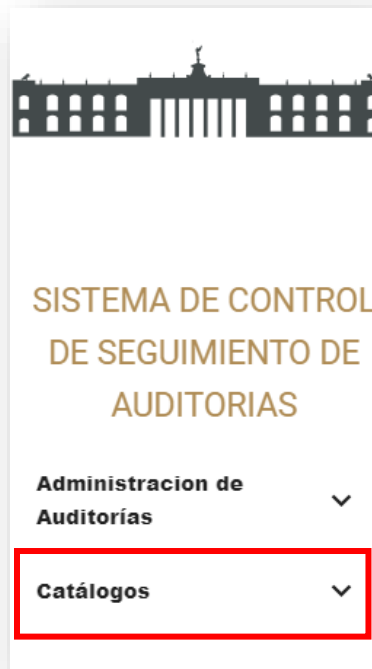 SISTEMA DE CONTROL
DE SEGUIMIENTO DE
AUDITORIAS
Administracion de
Auditorías
Catálogos